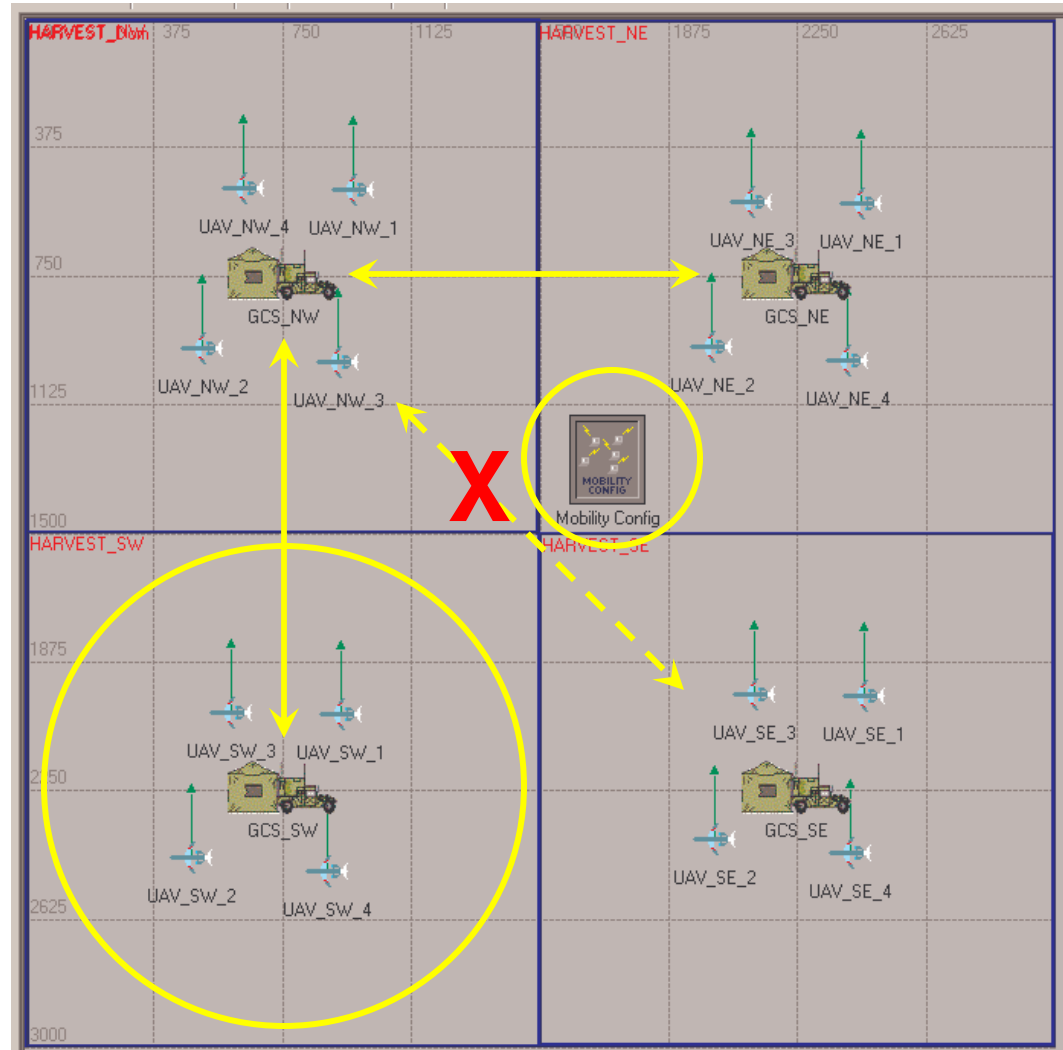 HARVEST_NW 375 750 1125 HARVEST_NE 1875 2250 2625
375
UAV_NW_4 UAV_NW_1 UAV_NE_3 UAV_NE_1
750
GCS_NW GCS_NE
UAV_NW_2 UAV_NW_3 UAV_NE_2 UAV_NE_4
1125
X
MOBILITY
CONFIG
Mobility Config
1500
HARVEST_SW HARVEST_SE
1875
UAV_SW_3 UAV_SW_1 UAV_SE_3 UAV_SE_1
2250
GCS_SW GCS_SE
UAV_SW_2 UAV_SW_4 UAV_SE_2 UAV_SE_4
2625
3000